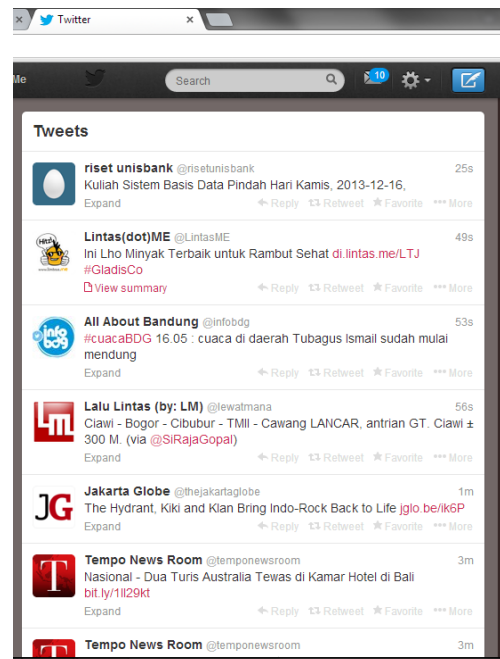 Twitter
Me
Search
10
Tweets
riset unisbank @risetunisbank 25s
Kuliah Sistem Basis Data Pindah Hari Kamis, 2013-12-16,
Expand Reply Retweet Favorite More
Lintas(dot)ME @LintasME 49s
Ini Lho Minyak Terbaik untuk Rambut Sehat di.lintas.me/LTJ
#GladisCo
View summary Reply Retweet Favorite More
All About Bandung @infobdg 53s
#cuacaBDG 16.05 : cuaca di daerah Tubagus Ismail sudah mulai
mendung
info
bdg
Expand Reply Retweet Favorite More
Lalu Lintas (by: LM) @lewatmana 56s
Ciawi - Bogor - Cibubur - TMII - Cawang LANCAR, antrian GT. Ciawi ±
300 M. (via @SiRajaGopal)
Lm
Expand Reply Retweet Favorite More
Jakarta Globe @thejakartaglobe 1m
JG
The Hydrant, Kiki and Klan Bring Indo-Rock Back to Life jglo.be/ik6P
Expand Reply Retweet Favorite More
Tempo News Room @temponewsroom 3m
T
Nasional - Dua Turis Australia Tewas di Kamar Hotel di Bali
bit.ly/1Il29kt
Expand Reply Retweet Favorite More
Tempo News Room @temponewsroom 3m